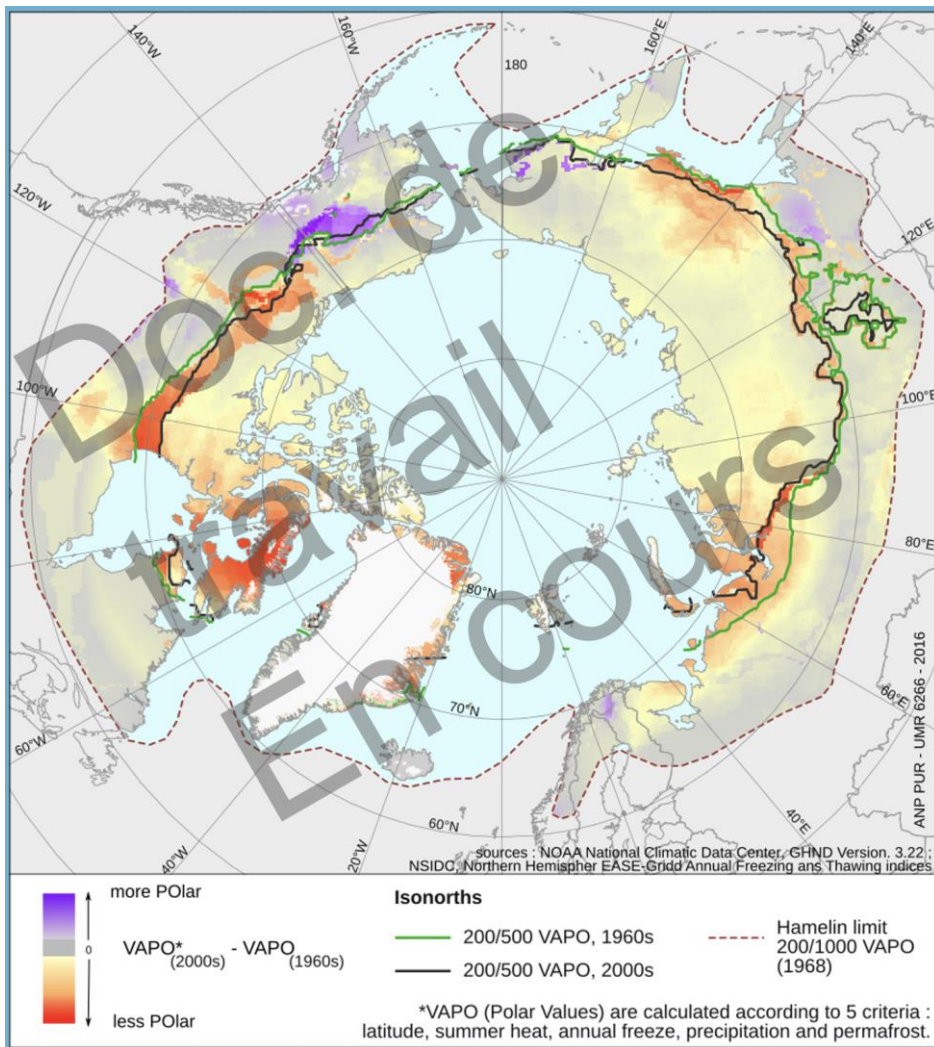 140°W
160°W
180
160°E
140°E
120°W
120°E
100°W
100°E
80°E
80°N
70°N
60°N
60°W
40°W
20°W
40°E
60°E
Doc. de
travail
En cours
ANP PUR - UMR 6266 - 2016
sources : NOAA National Climatic Data Center, GHND Version. 3.22 ;
NSIDC, Northern Hemispher EASE-Gridd Annual Freezing ans Thawing indices
more POlar
0
VAPO*(2000s) - VAPO(1960s)
less POlar
Isonorths
200/500 VAPO, 1960s
200/500 VAPO, 2000s
Hamelin limit
200/1000 VAPO
(1968)
*VAPO (Polar Values) are calculated according to 5 criteria :
latitude, summer heat, annual freeze, precipitation and permafrost.